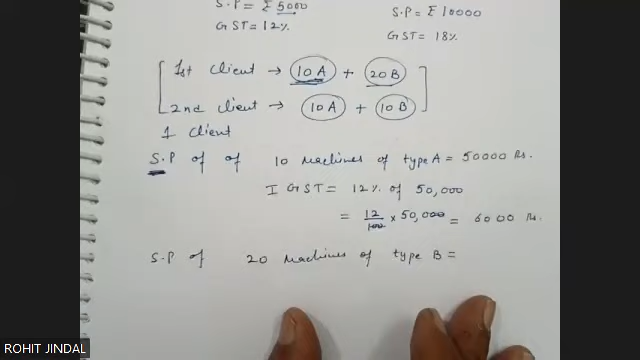 S.P = ₹ 5000
S.P = ₹ 10000
GST = 12%
GST = 18%
1st client → 10 A + 20 B
2nd client → 10 A + 10 B
1 client
S.P of of 10 machines of type A = 50000 Rs.
I GST = 12% of 50,000
= 12/100 x 50,000 = 6000 Rs.
S.P of 20 machines of type B =
ROHIT JINDAL